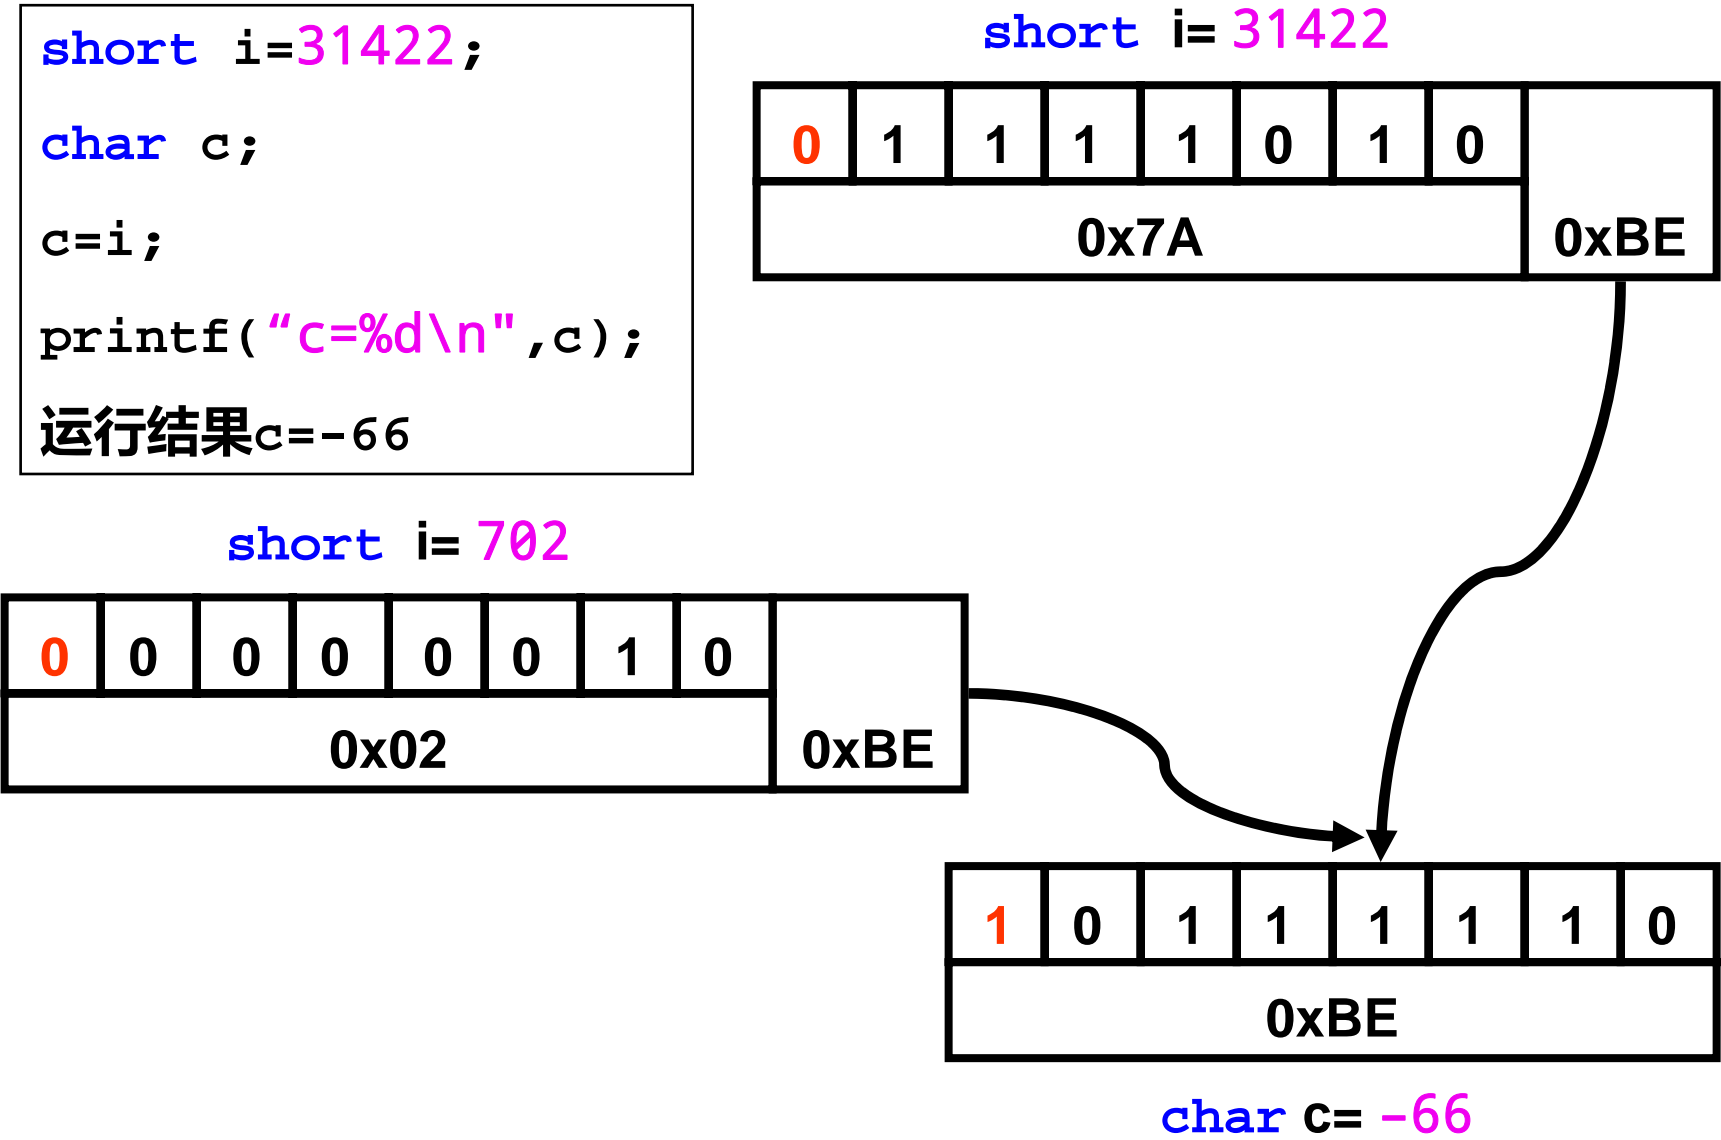 short i=31422;
char c;
c=i;
printf(“c=%d\n",c);
运行结果c=-66
short i= 31422
0 1 1 1 1 0 1 0
0x7A 0xBE
short i= 702
0 0 0 0 0 0 1 0
0x02 0xBE
1 0 1 1 1 1 1 0
0xBE
char c= -66